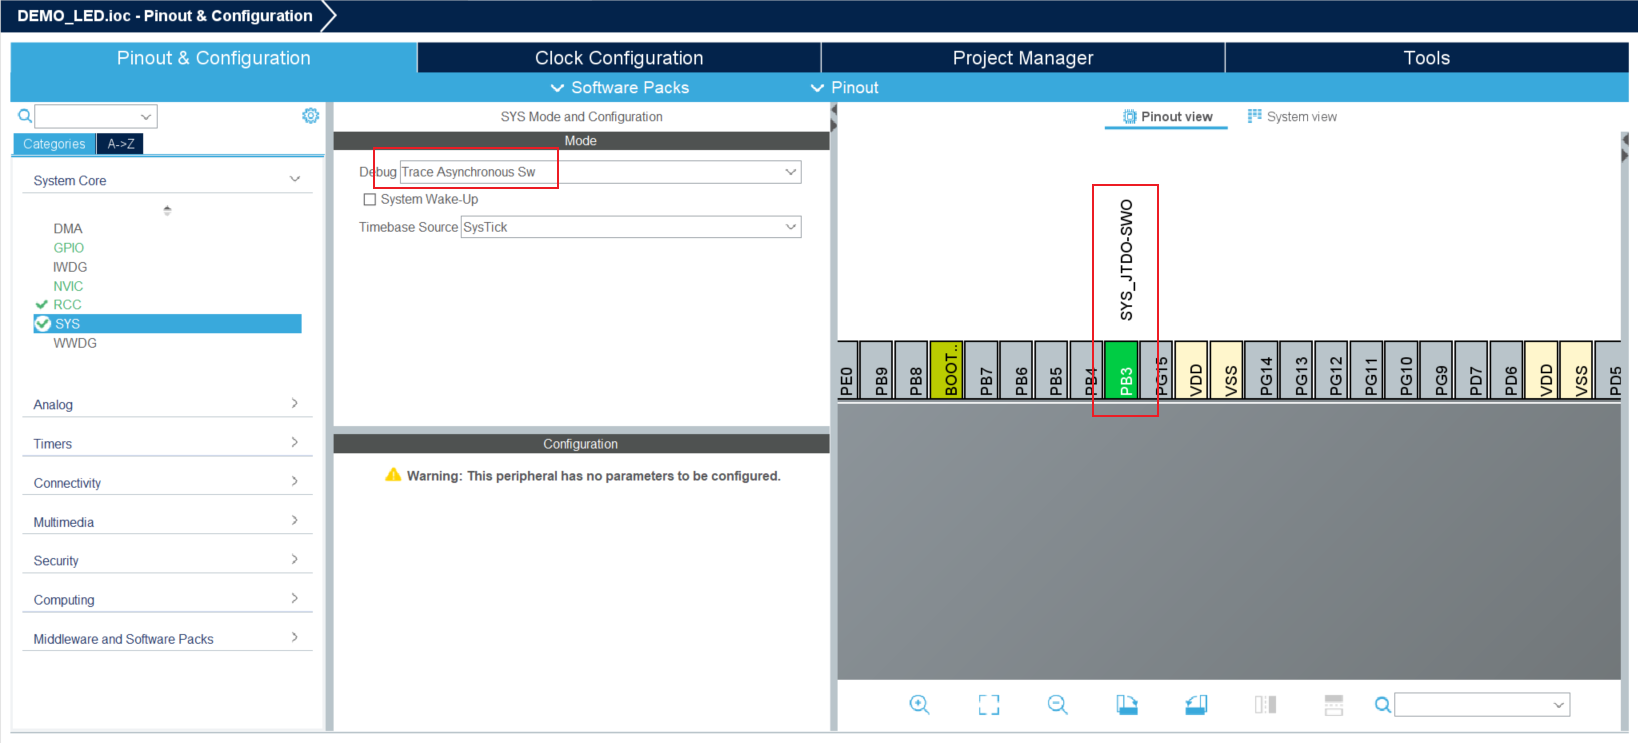 DEMO_LED.ioc - Pinout & Configuration
Pinout & Configuration
Clock Configuration
Project Manager
Tools
Software Packs
Pinout
Categories
A->Z
System Core
DMA
GPIO
IWDG
NVIC
RCC
SYS
WWDG
Analog
Timers
Connectivity
Multimedia
Security
Computing
Middleware and Software Packs
SYS Mode and Configuration
Mode
Debug Trace Asynchronous Sw
System Wake-Up
Timebase Source SysTick
Configuration
Warning: This peripheral has no parameters to be configured.
Pinout view
System view
SYS_JTDO-SWO
PE0
PB9
PB8
BOOT..
PB7
PB6
PB5
PB4
PB3
PG15
VDD
VSS
PG14
PG13
PG12
PG11
PG10
PG9
PD7
PD6
VDD
VSS
PD5